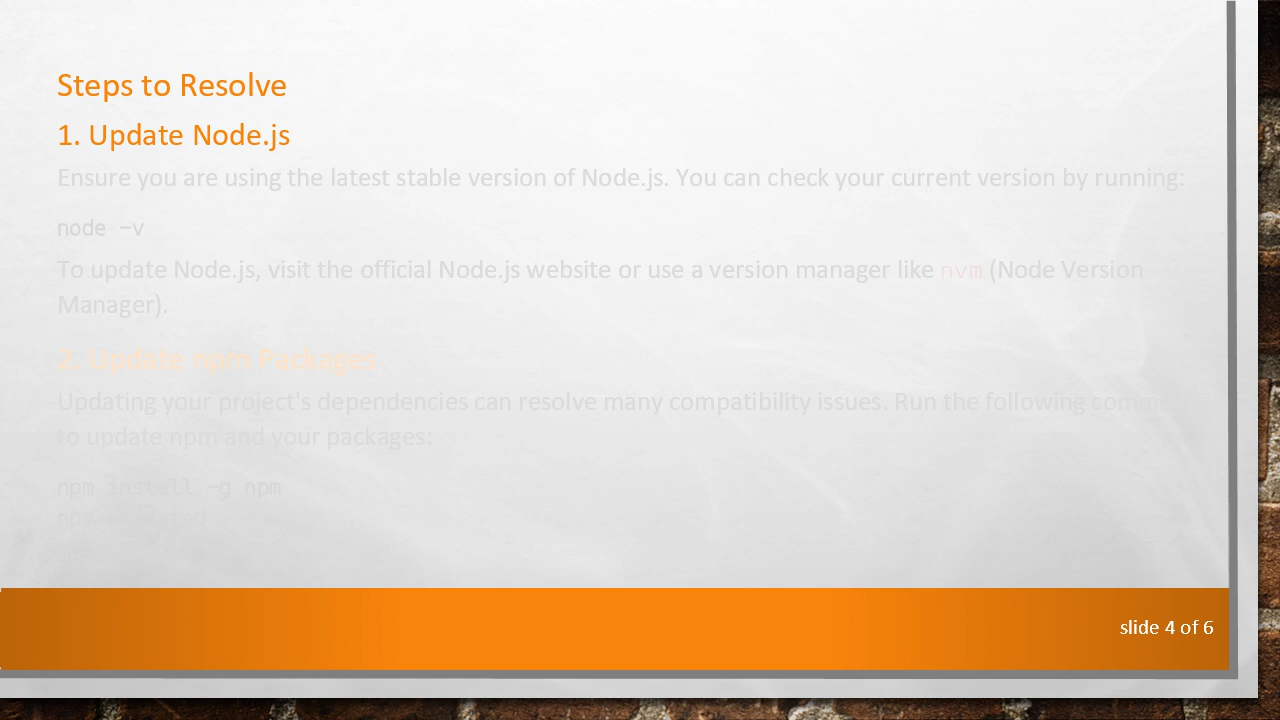 Steps to Resolve
1. Update Node.js
Ensure you are using the latest stable version of Node.js. You can check your current version by running:
node -v
To update Node.js, visit the official Node.js website or use a version manager like nvm (Node Version
Manager).
2. Update npm Packages
Updating your project's dependencies can resolve many compatibility issues. Run the following
to update npm and your packages:
npm install -g npm
npm
slide 4 of 6